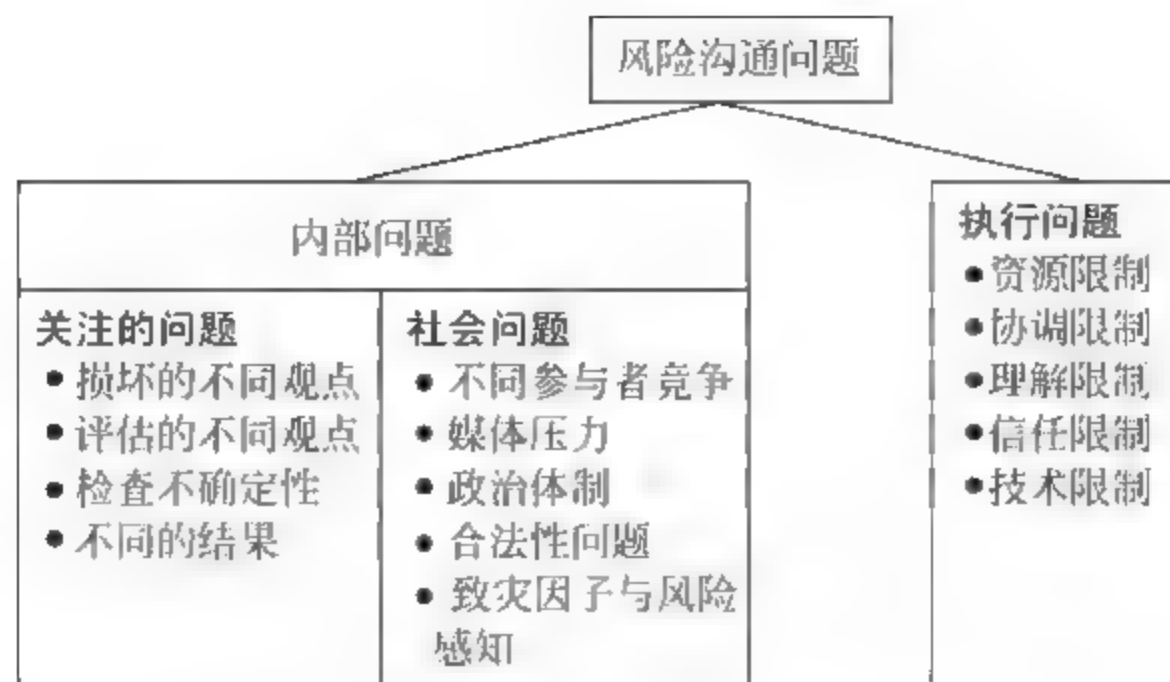 风险沟通问题
内部问题
关注的问题
●损坏的不同观点
●评估的不同观点
●检查不确定性
●不同的结果
社会问题
●不同参与者竞争
●媒体压力
●政治体制
●合法性问题
●致灾因子与风险
感知
执行问题
●资源限制
●协调限制
●理解限制
●信任限制
●技术限制